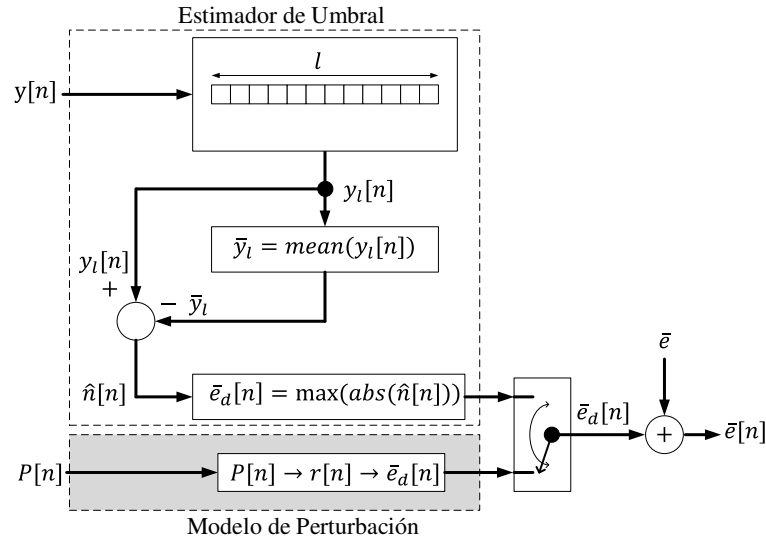 Estimador de Umbral
l
y[n]
y_l[n]
ȳ_l = mean(y_l[n])
y_l[n]
+
− ȳ_l
n̂[n]
ē_d[n] = max(abs(n̂[n]))
ē
ē_d[n]
+
ē[n]
P[n]
P[n] → r[n] → ē_d[n]
Modelo de Perturbación